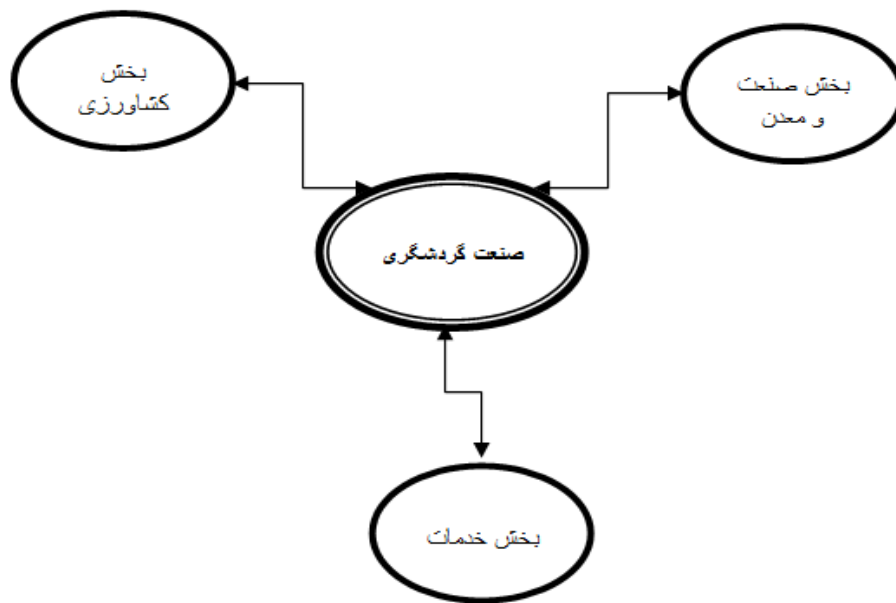 بخش صنعت
و معدن
بخش
کشاورزی
صنعت گردشگری
بخش خدمات